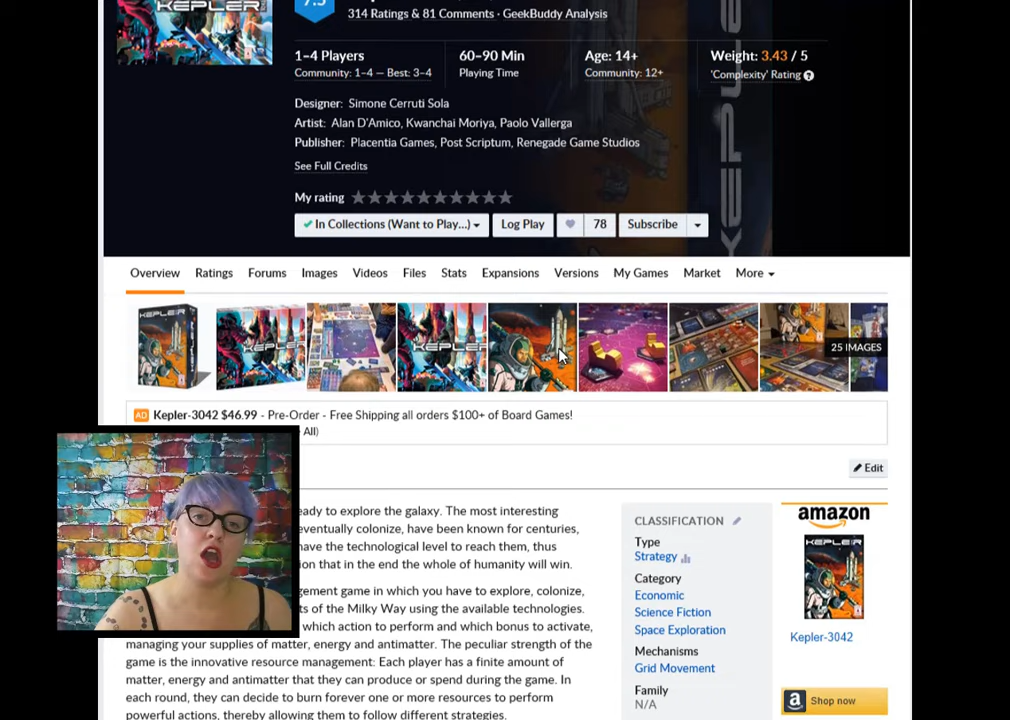 KEPLER
7.5
314 Ratings & 81 Comments · GeekBuddy Analysis
1–4 Players
60–90 Min
Age: 14+
Weight: 3.43 / 5
Community: 1–4 — Best: 3–4
Playing Time
Community: 12+
'Complexity' Rating ?
Designer: Simone Cerruti Sola
Artist: Alan D'Amico, Kwanchai Moriya, Paolo Vallerga
Publisher: Placentia Games, Post Scriptum, Renegade Game Studios
See Full Credits
My rating
In Collections (Want to Play...)
Log Play
78
Subscribe
KEPLER
Overview Ratings Forums Images Videos Files Stats Expansions Versions My Games Market More
KEPLER
KEPLER
KEPLER
25 IMAGES
AD Kepler-3042 $46.99 - Pre-Order - Free Shipping all orders $100+ of Board Games!
All)
Edit
eady to explore the galaxy. The most interesting
eventually colonize, have been known for centuries,
have the technological level to reach them, thus
ion that in the end the whole of humanity will win.
gement game in which you have to explore, colonize,
ts of the Milky Way using the available technologies.
which action to perform and which bonus to activate,
managing your supplies of matter, energy and antimatter. The peculiar strength of the
game is the innovative resource management: Each player has a finite amount of
matter, energy and antimatter that they can produce or spend during the game. In
each round, they can decide to burn forever one or more resources to perform
powerful actions, thereby allowing them to follow different strategies.
CLASSIFICATION
Type
Strategy
Category
Economic
Science Fiction
Space Exploration
Mechanisms
Grid Movement
Family
N/A
amazon
KEPLER
Kepler-3042
a Shop now